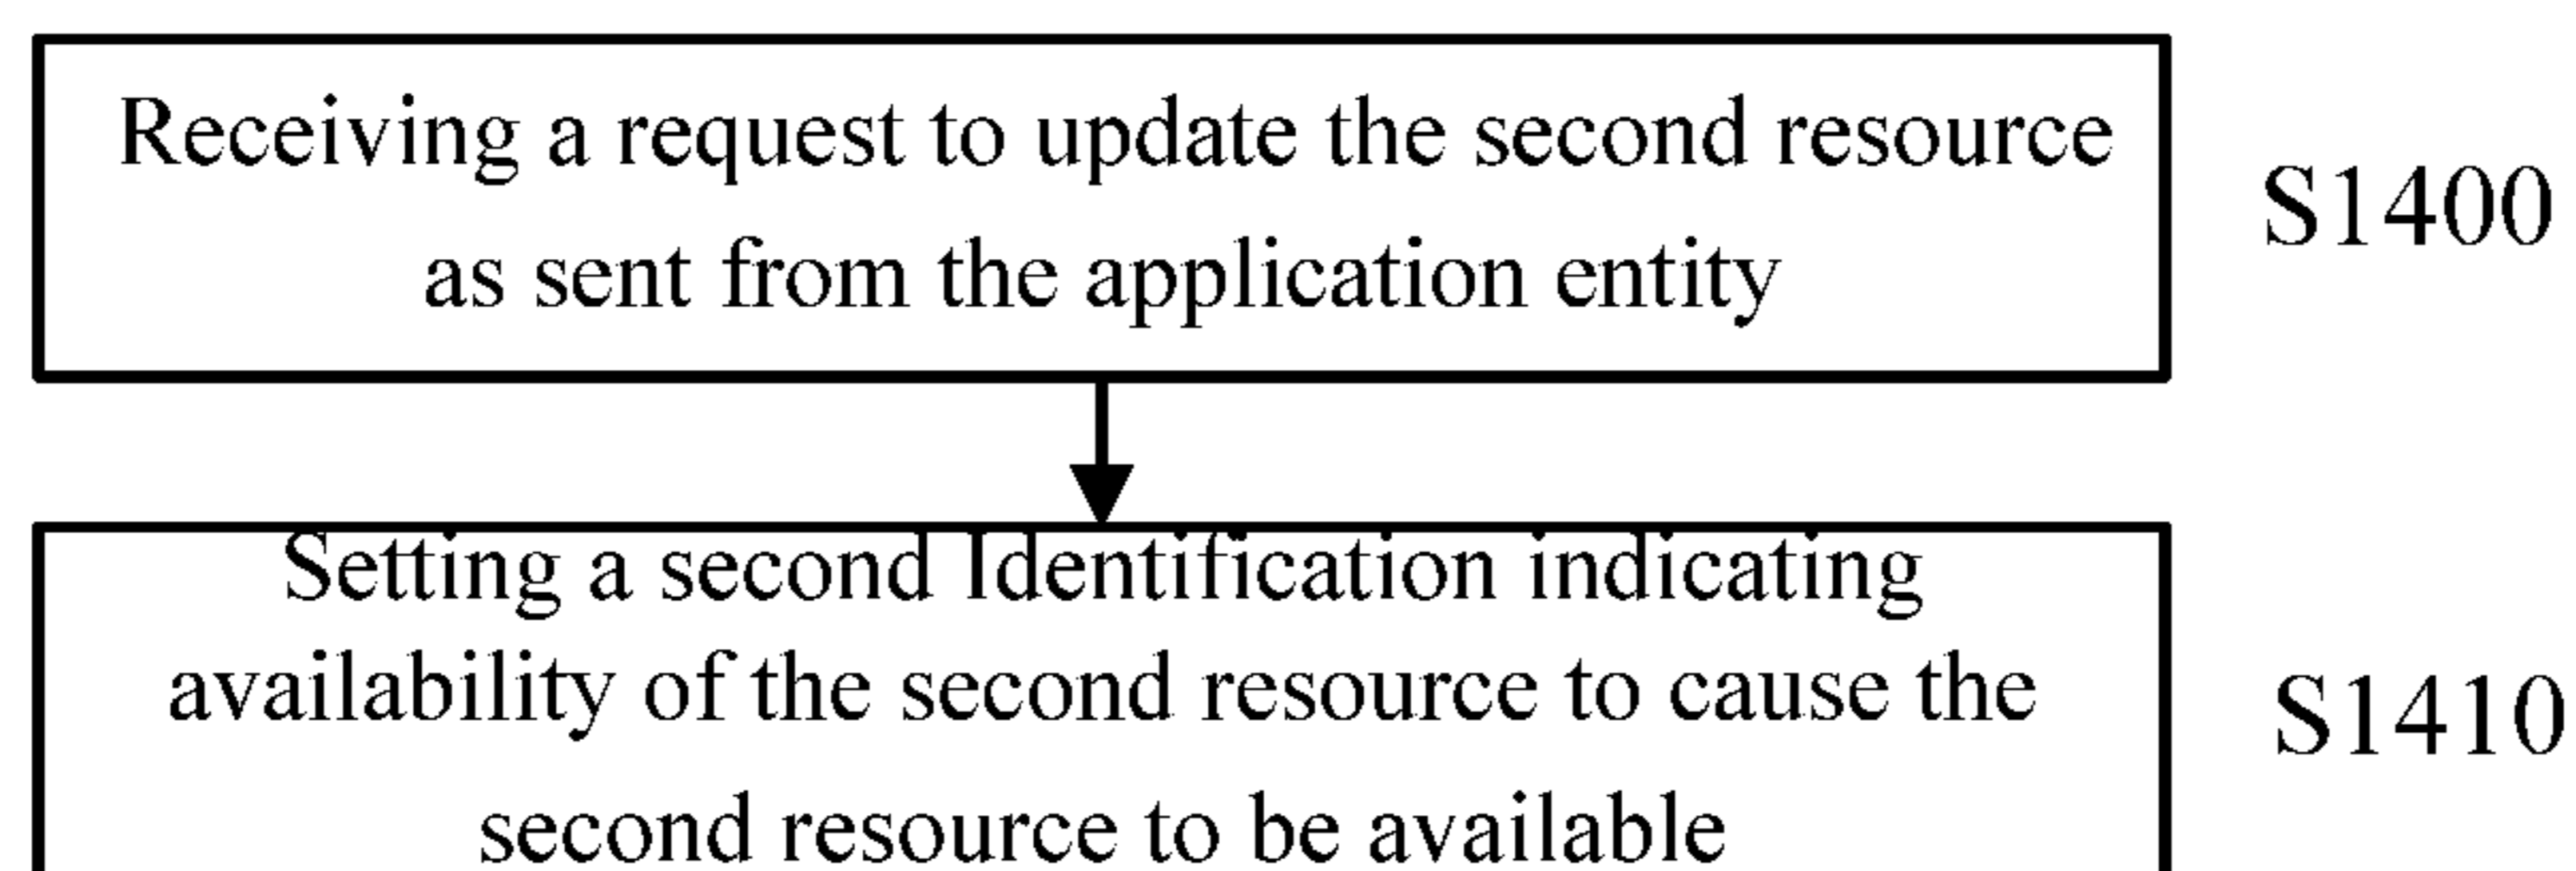 Receiving a request to update the second resource
as sent from the application entity
S1400
Setting a second Identification indicating
availability of the second resource to cause the
second resource to be available
S1410